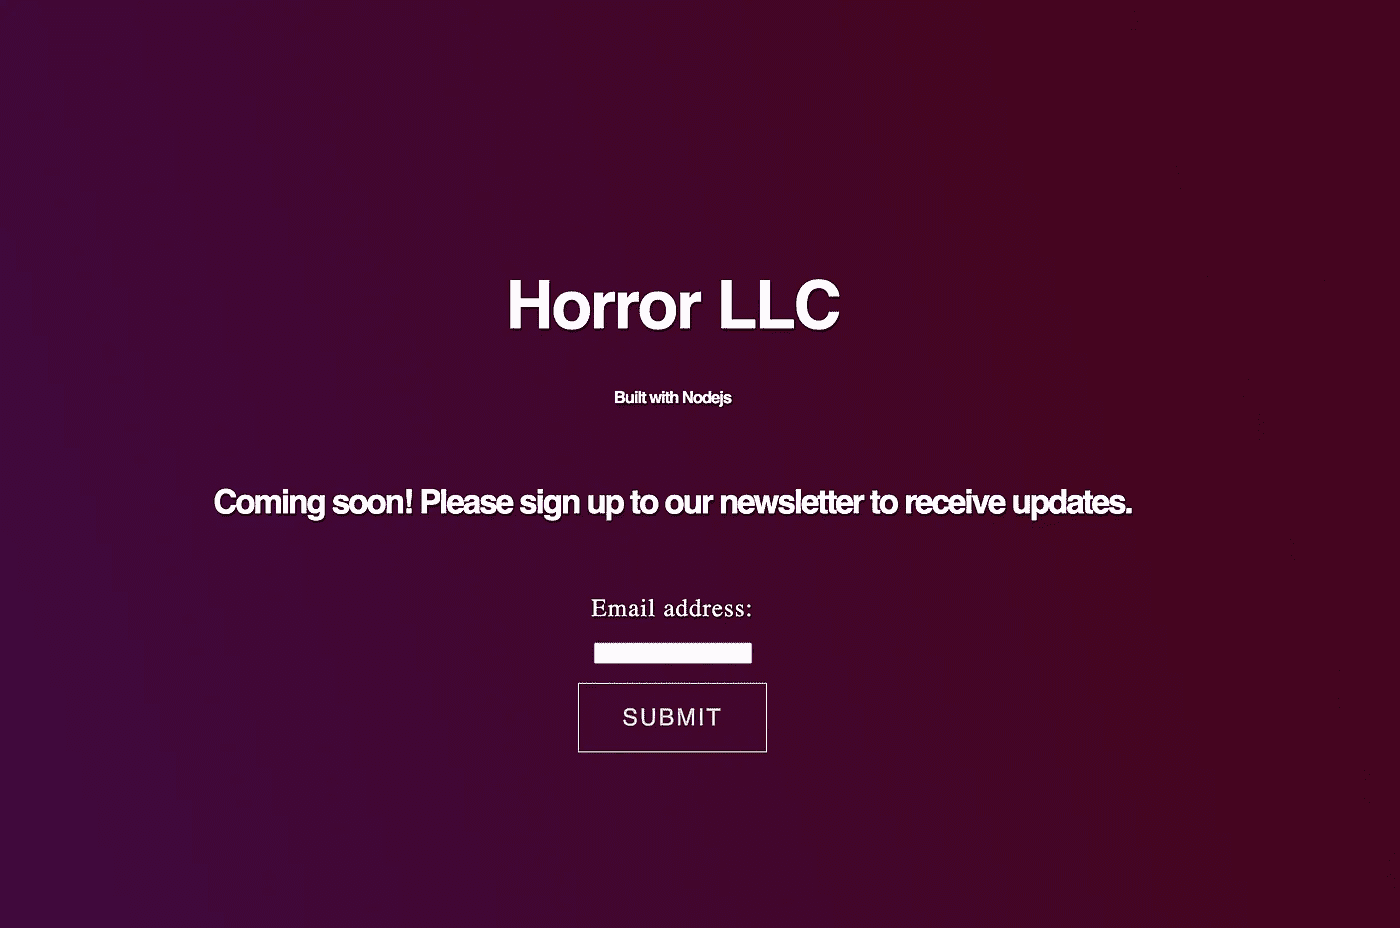 Horror LLC
Built with Nodejs
Coming soon! Please sign up to our newsletter to receive updates.
Email address:
SUBMIT